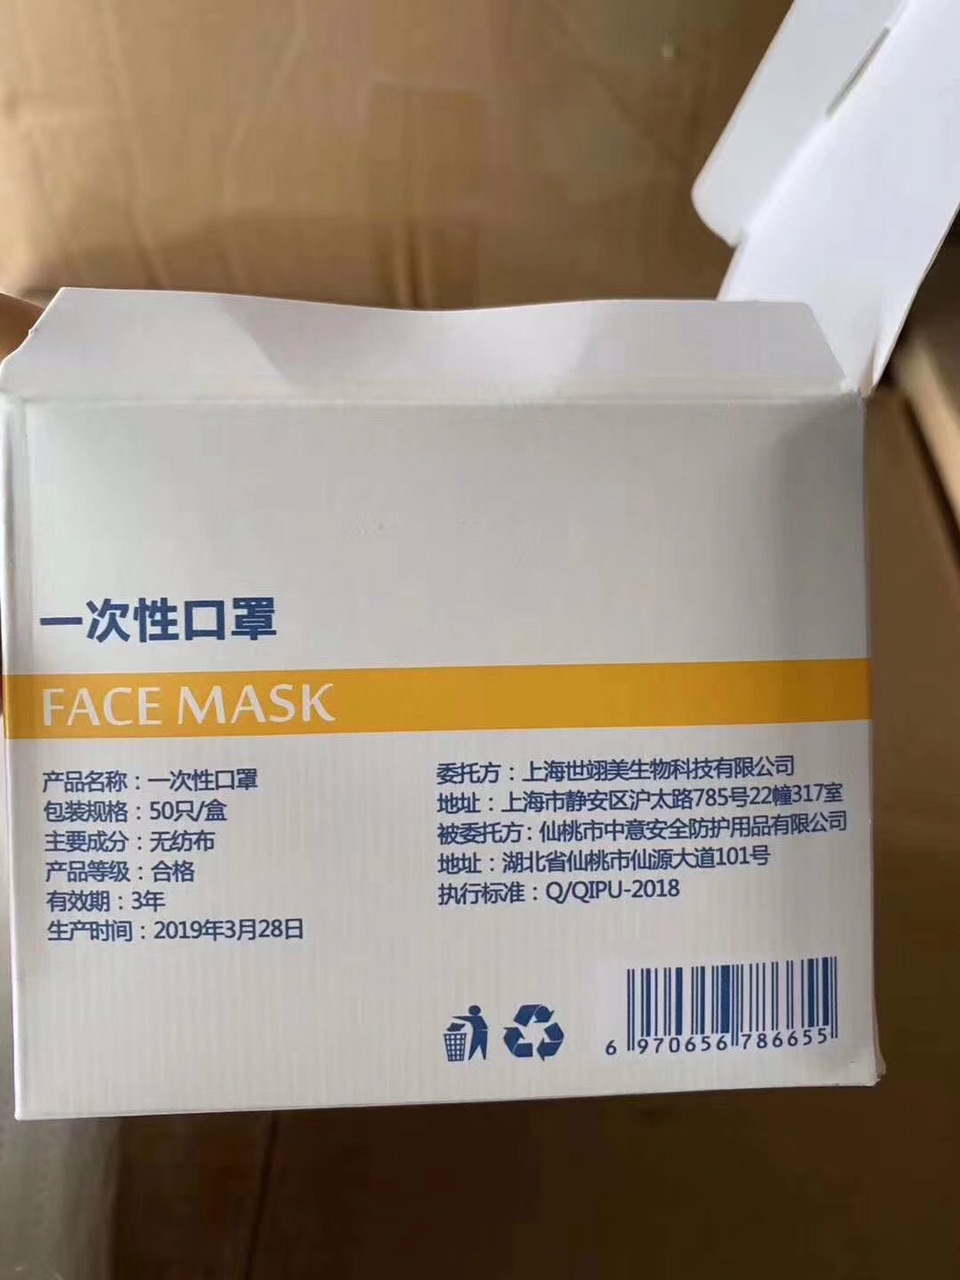 一次性口罩
FACE MASK
产品名称：一次性口罩
包装规格：50只/盒
主要成分：无纺布
产品等级：合格
有效期：3年
生产时间：2019年3月28日
委托方：上海世翊美生物科技有限公司
地址：上海市静安区沪太路785号22幢317室
被委托方：仙桃市中意安全防护用品有限公司
地址：湖北省仙桃市仙源大道101号
执行标准：Q/QIPU-2018
6 970656 786655